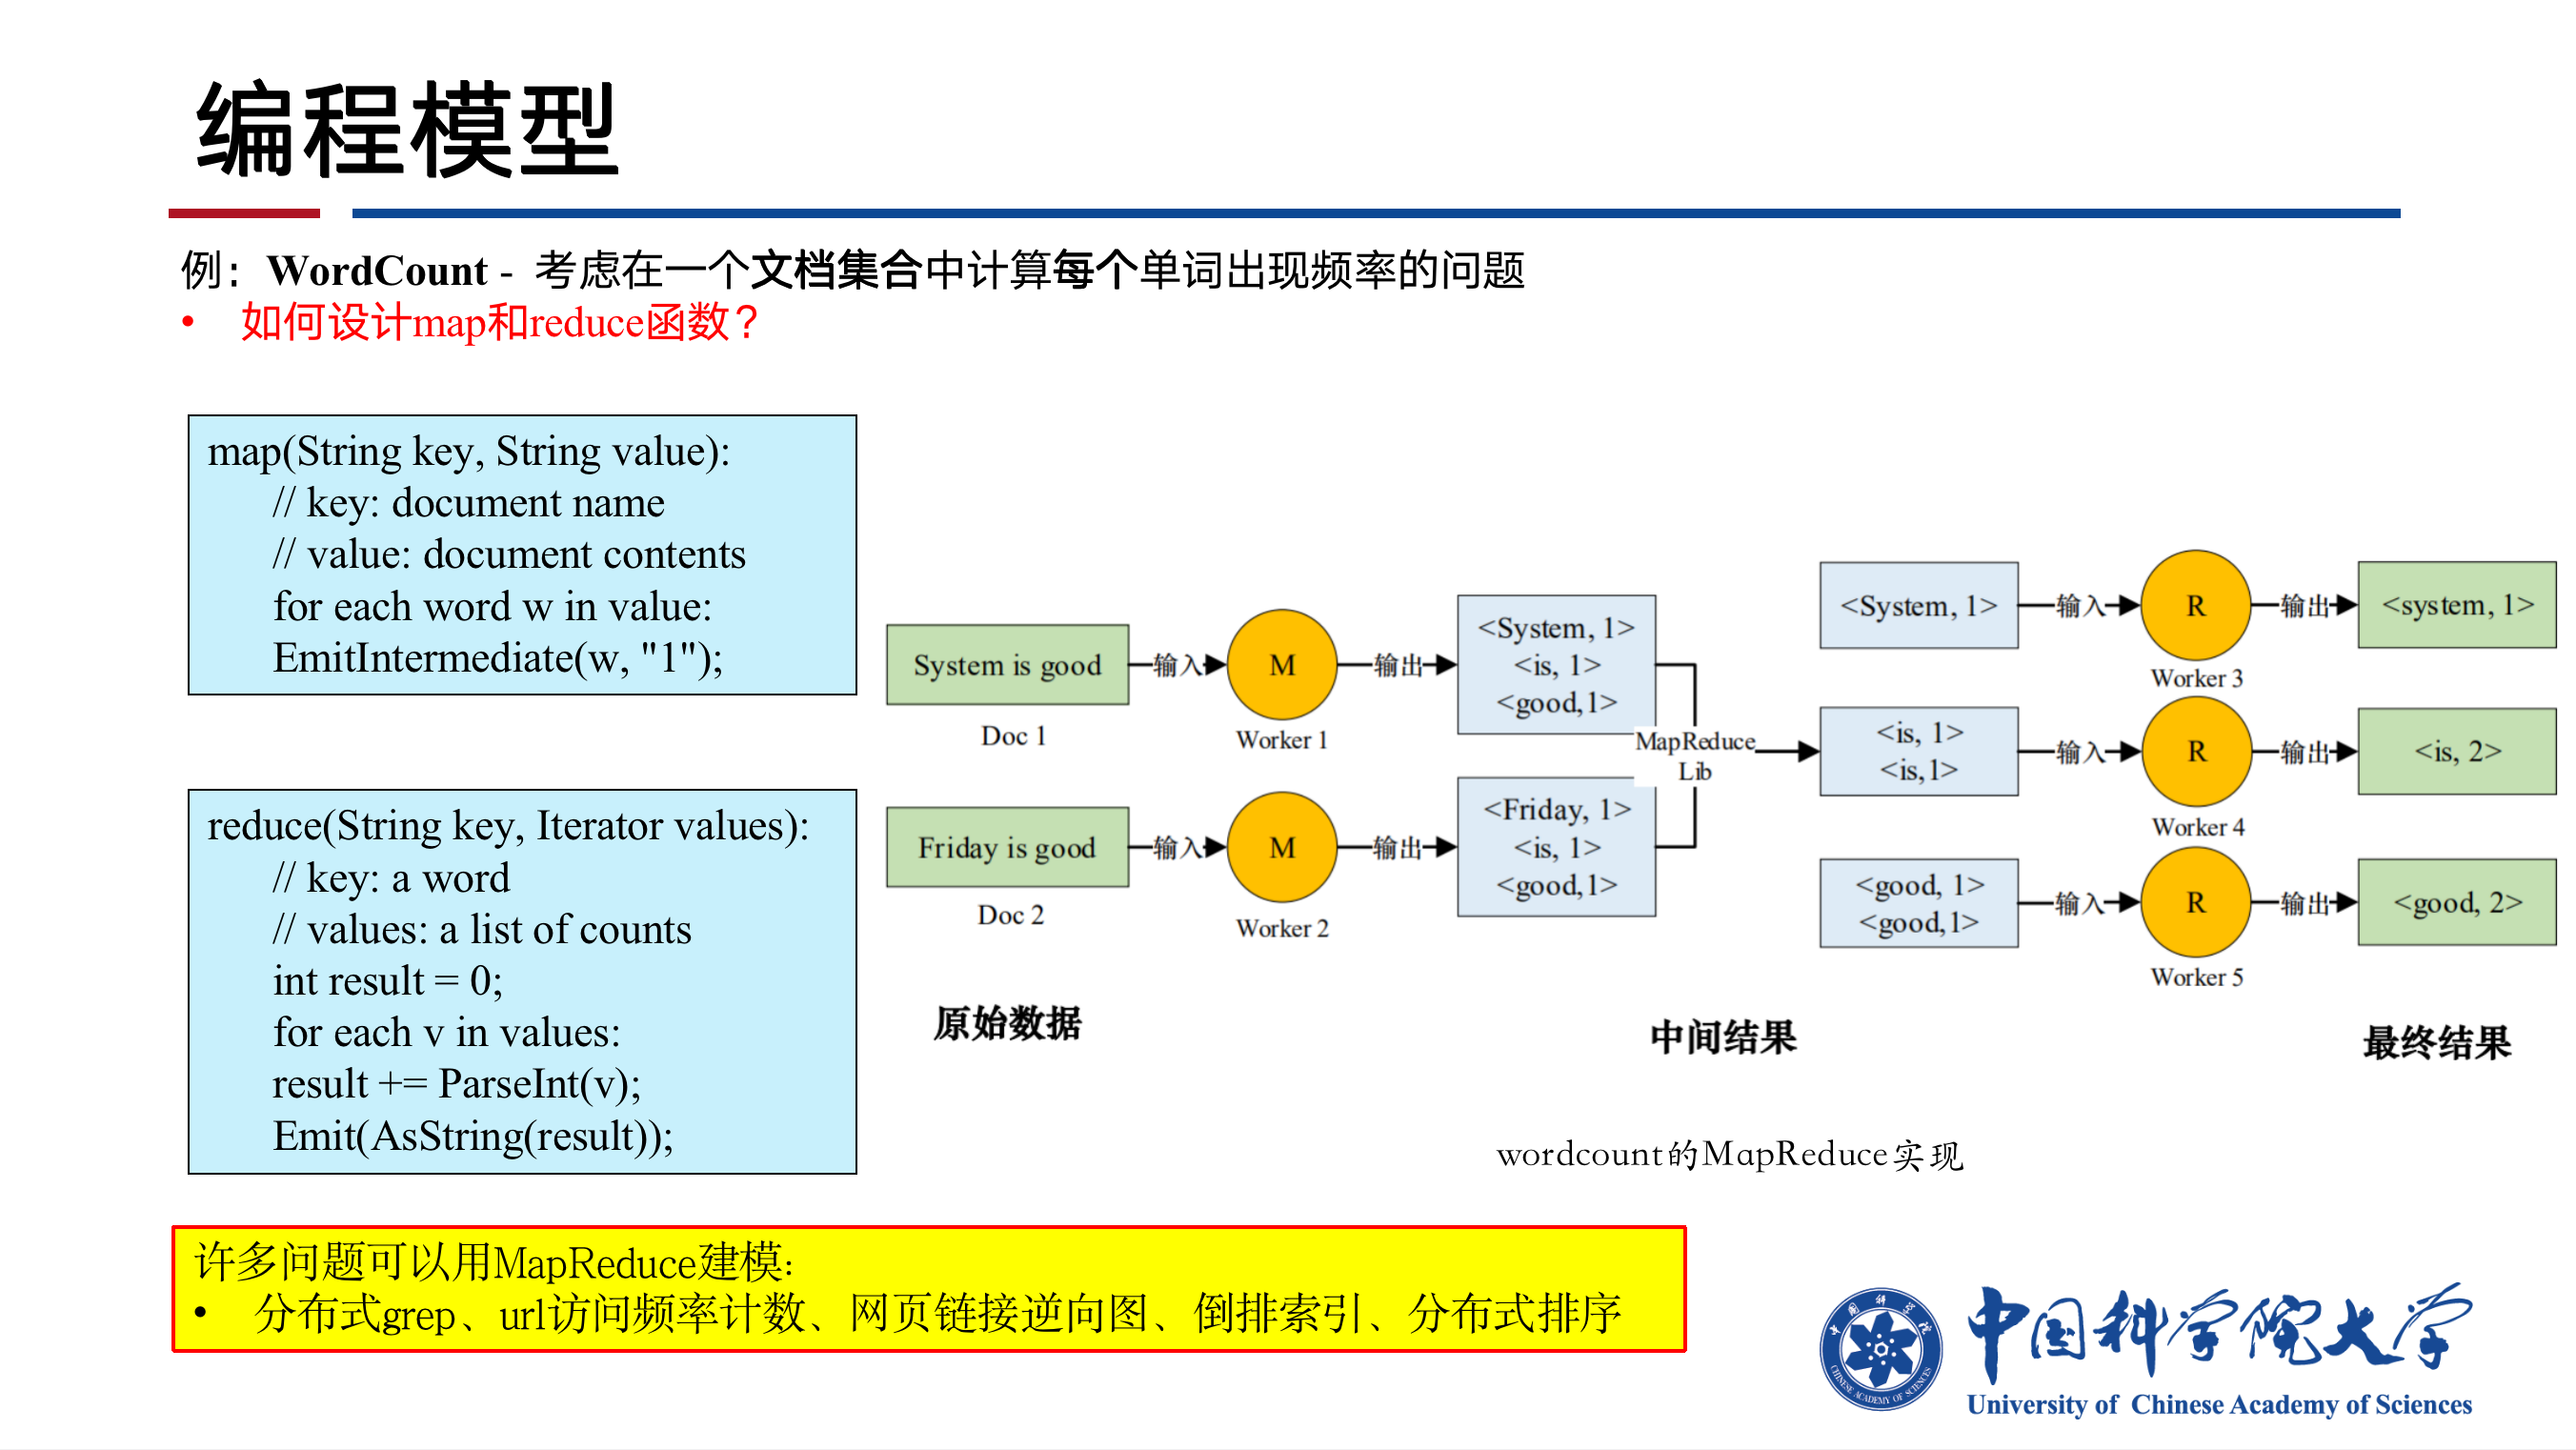 编程模型
例：WordCount - 考虑在一个文档集合中计算每个单词出现频率的问题
• 如何设计map和reduce函数？
map(String key, String value):
// key: document name
// value: document contents
for each word w in value:
EmitIntermediate(w, "1");
reduce(String key, Iterator values):
// key: a word
// values: a list of counts
int result = 0;
for each v in values:
result += ParseInt(v);
Emit(AsString(result));
System is good
Doc 1
输入
M
Worker 1
输出
<System, 1>
<is, 1>
<good,1>
Friday is good
Doc 2
输入
M
Worker 2
输出
<Friday, 1>
<is, 1>
<good,1>
MapReduce
Lib
<System, 1>
输入
R
Worker 3
输出
<system, 1>
<is, 1>
<is,1>
输入
R
Worker 4
输出
<is, 2>
<good, 1>
<good,1>
输入
R
Worker 5
输出
<good, 2>
原始数据
中间结果
最终结果
wordcount的MapReduce实现
许多问题可以用MapReduce建模：
• 分布式grep、url访问频率计数、网页链接逆向图、倒排索引、分布式排序
中国科学院
CHINESE ACADEMY OF SCIENCES
中国科学院大学
University of Chinese Academy of Sciences